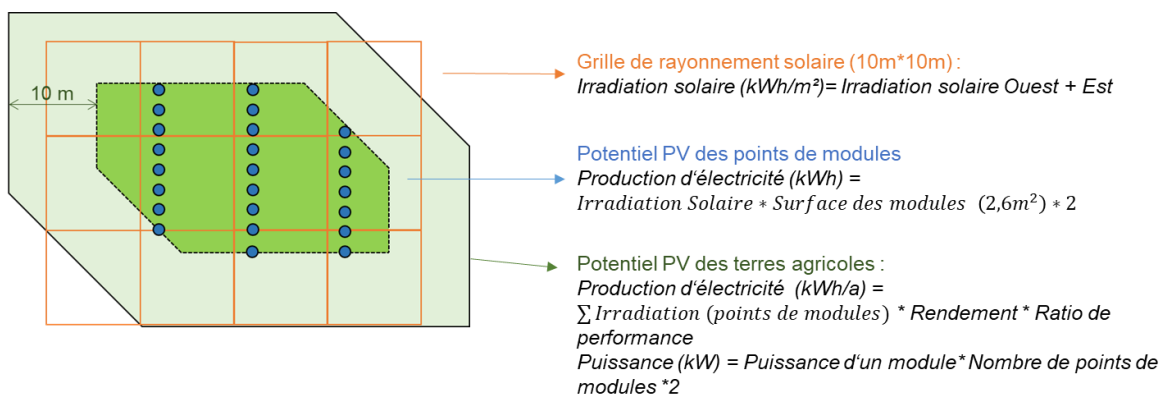 10 m
Grille de rayonnement solaire (10m*10m) :
Irradiation solaire (kWh/m²)= Irradiation solaire Ouest + Est
Potentiel PV des points de modules
Production d‘électricité (kWh) =
Irradiation Solaire ∗ Surface des modules (2,6m²) ∗ 2
Potentiel PV des terres agricoles :
Production d‘électricité (kWh/a) =
∑ Irradiation (points de modules) * Rendement * Ratio de
performance
Puissance (kW) = Puissance d‘un module* Nombre de points de
modules *2